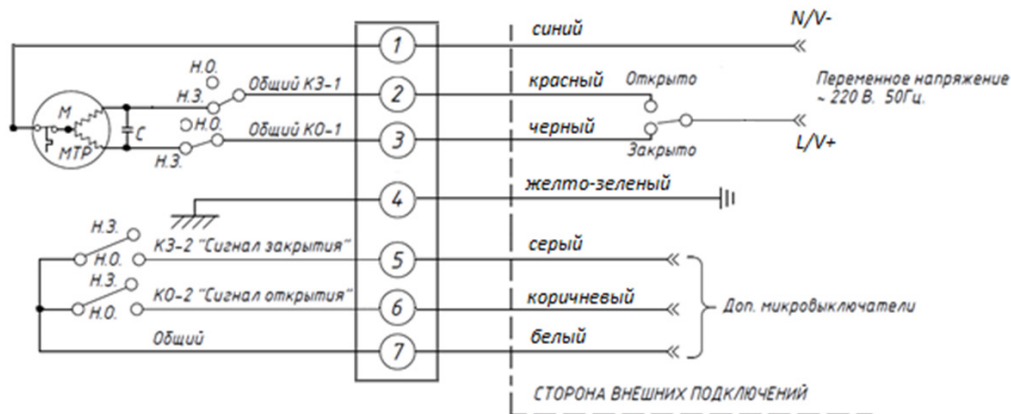 синий
N/V-
1
Н.О.
Н.З.
Общий КЗ-1
2
красный
Открыто
Переменное напряжение
~ 220 В. 50Гц.
М
МТР
С
Н.О.
Н.З.
Общий КО-1
3
черный
Закрыто
L/V+
4
желто-зеленый
Н.З.
Н.О.
КЗ-2 "Сигнал закрытия"
5
серый
Н.З.
Н.О.
КО-2 "Сигнал открытия"
6
коричневый
Доп. микровыключатели
Общий
7
белый
СТОРОНА ВНЕШНИХ ПОДКЛЮЧЕНИЙ